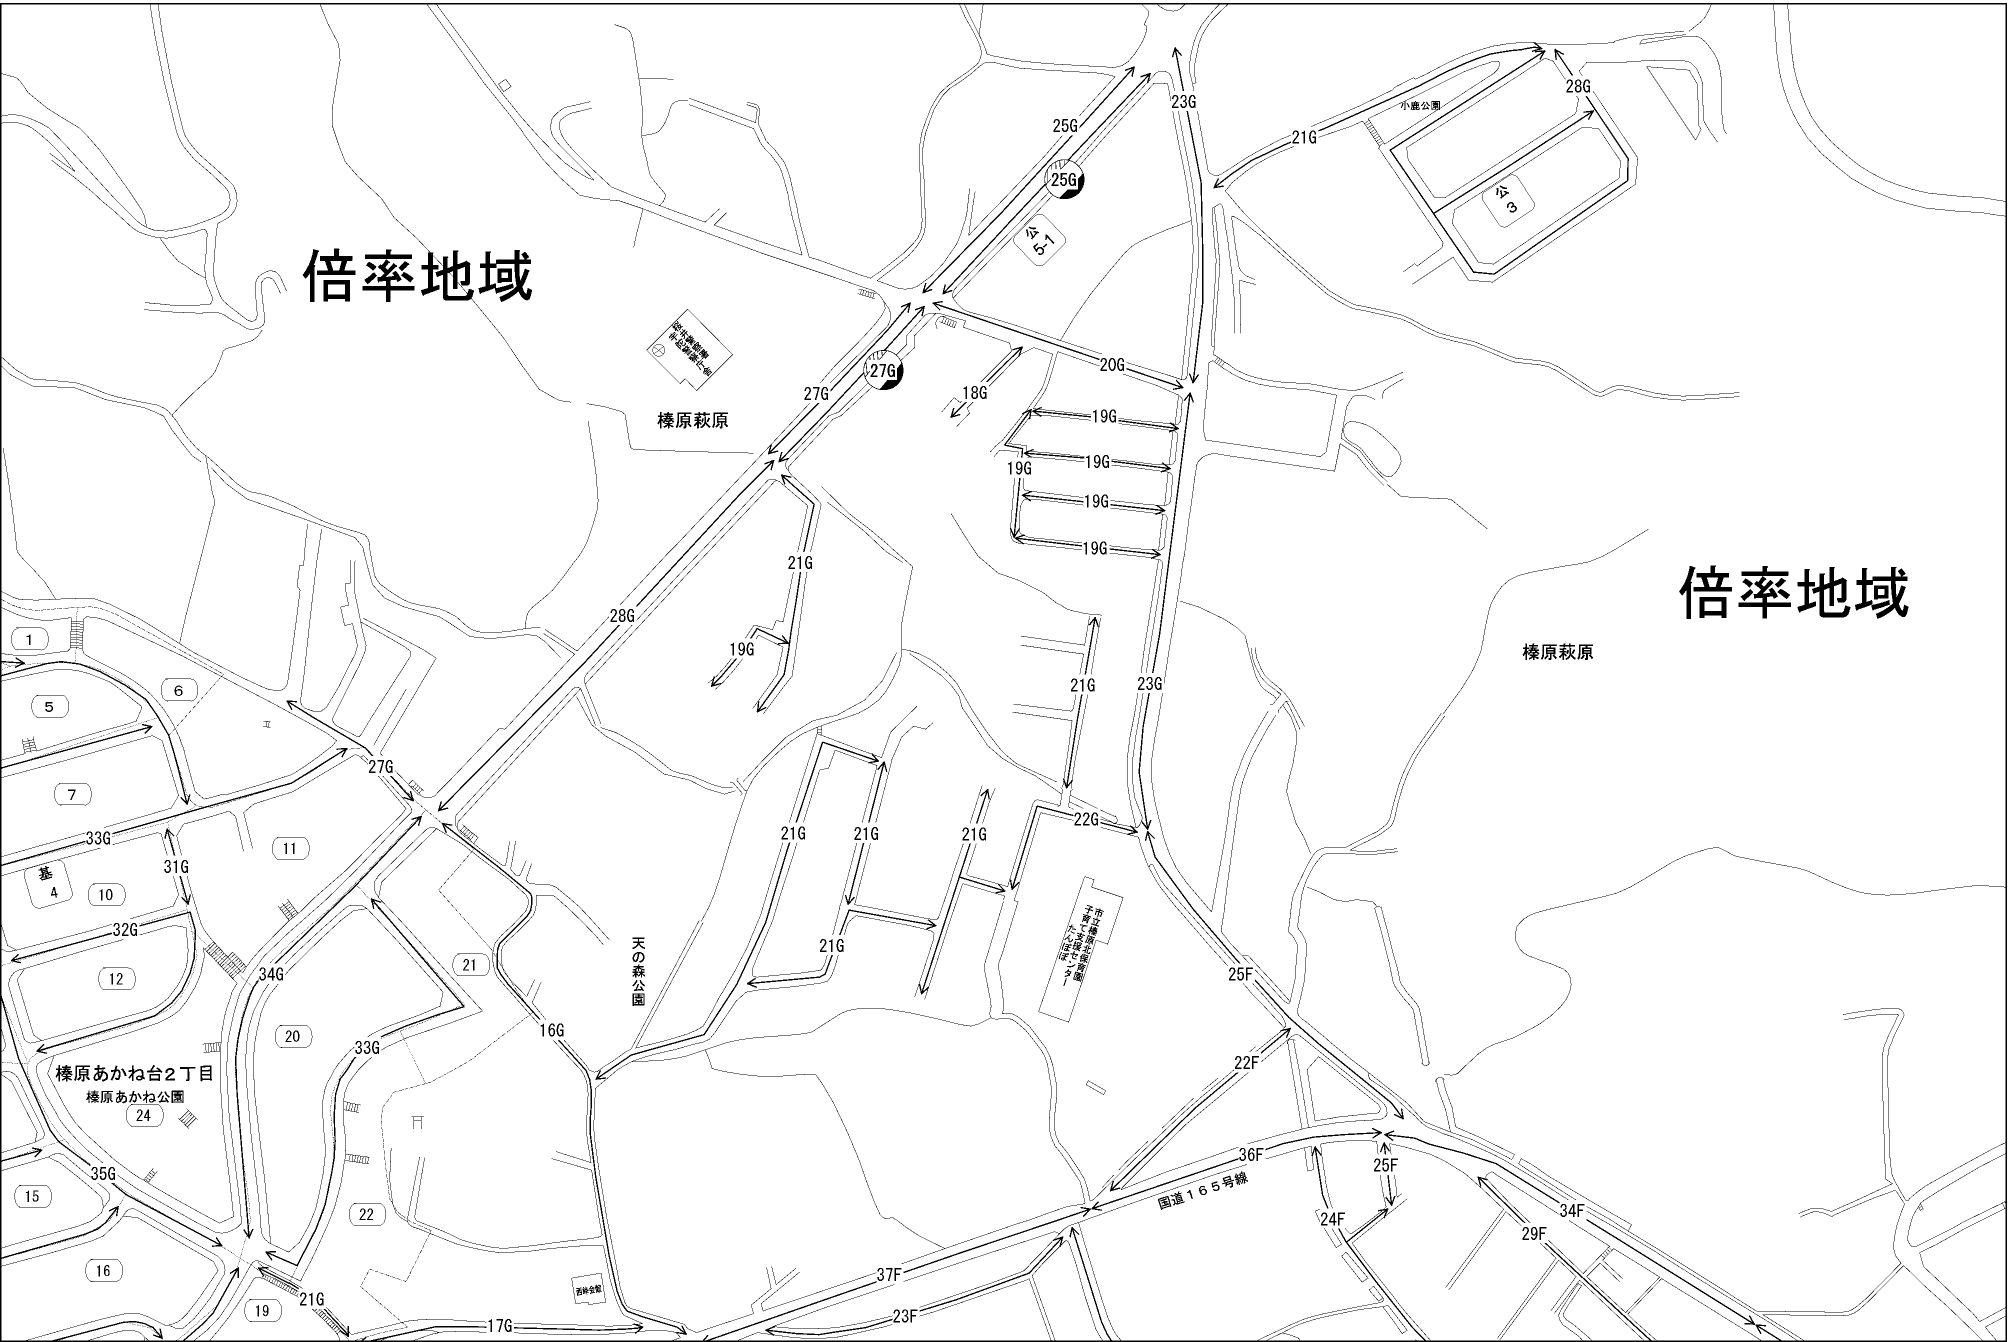 23G
28G
小鹿公園
25G
21G
25G
公
3
公
5-1
倍率地域
27G
20G
27G
18G
榛原萩原
19G
19G
19G
19G
19G
21G
倍率地域
28G
1
19G
榛原萩原
6
21G
23G
5
27G
7
22G
33G
21G
21G
21G
11
31G
基
4
10
32G
市立榛原北保育園
子育て支援センター
たんぽぽ
天の森公園
21G
21
12
34G
25F
20
16G
33G
22F
榛原あかね台２丁目
榛原あかね公園
24
36F
25F
35G
国道１６５号線
15
22
24F
34F
29F
16
37F
21G
19
23F
17G